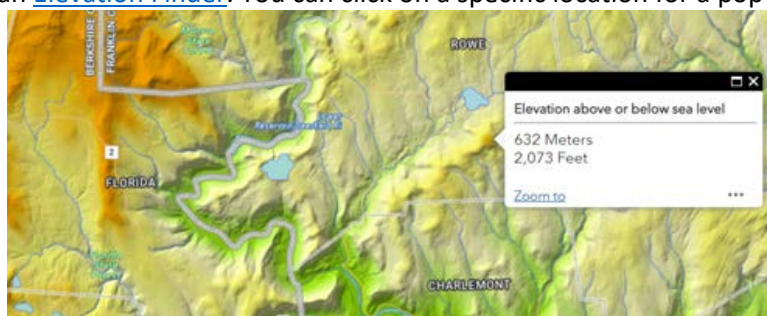 an Elevation Finder. You can click on a specific location for a pop
BERKSHIRE
FRANKLIN
ROWE
Elevation above or below sea level
632 Meters
2,073 Feet
Zoom to
2
FLORIDA
CHARLEMONT